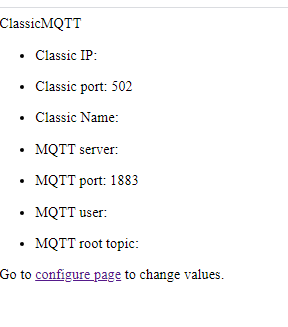 ClassicMQTT
Classic IP:
Classic port: 502
Classic Name:
MQTT server:
MQTT port: 1883
MQTT user:
MQTT root topic:
Go to configure page to change values.